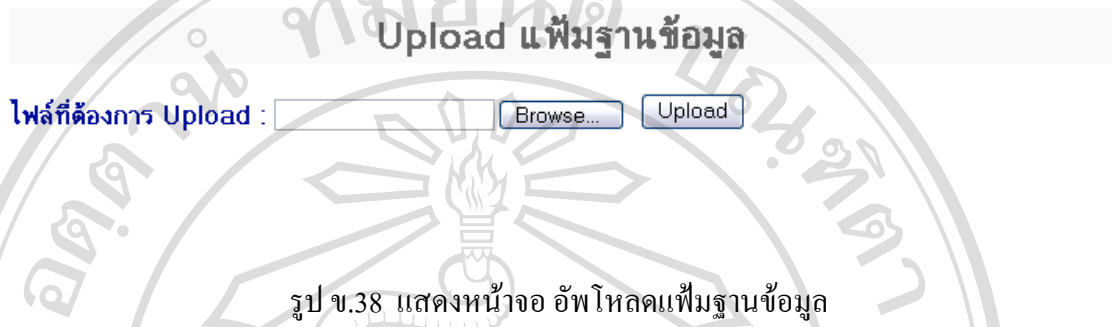 Upload แฟ้มฐานข้อมูล
ไฟล์ที่ต้องการ Upload : Browse... Upload
รูป ข.38 แสดงหน้าจอ อัพโหลดแฟ้มฐานข้อมูล